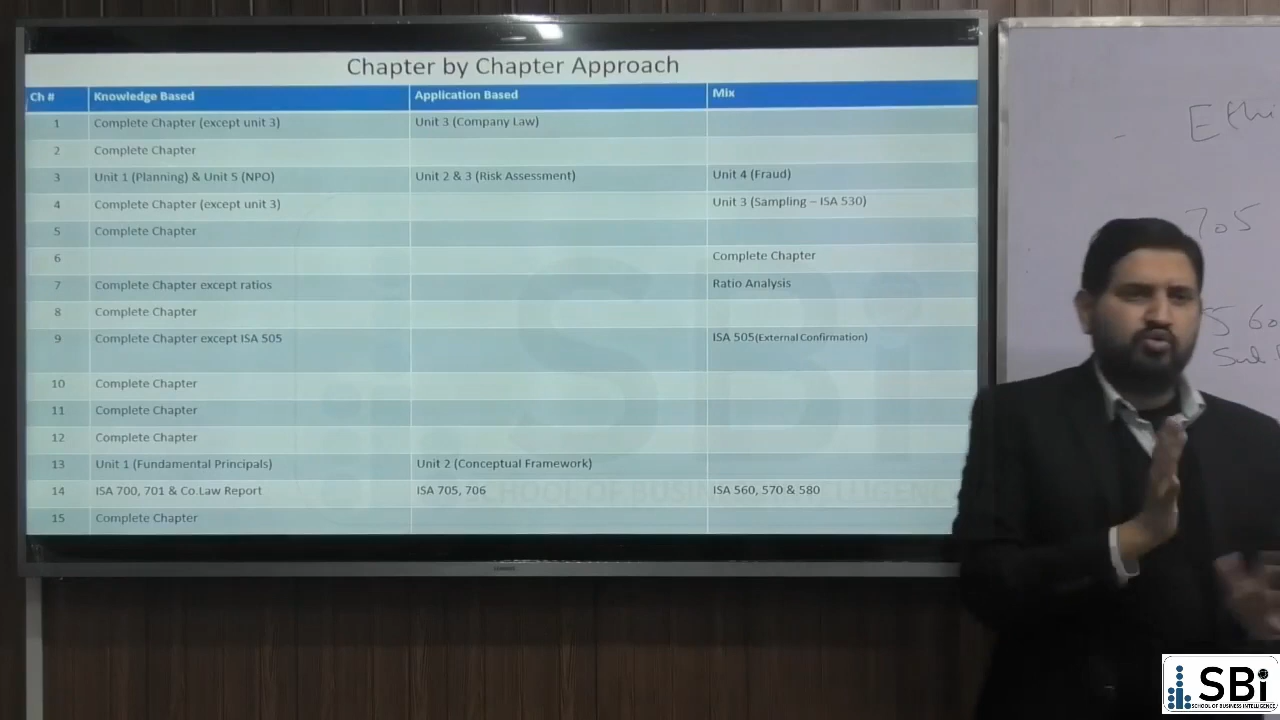 Chapter by Chapter Approach
Ch # Knowledge Based Application Based Mix
1 Complete Chapter (except unit 3) Unit 3 (Company Law)
2 Complete Chapter
3 Unit 1 (Planning) & Unit 5 (NPO) Unit 2 & 3 (Risk Assessment) Unit 4 (Fraud)
4 Complete Chapter (except unit 3) Unit 3 (Sampling – ISA 530)
5 Complete Chapter
6 Complete Chapter
7 Complete Chapter except ratios Ratio Analysis
8 Complete Chapter
9 Complete Chapter except ISA 505 ISA 505(External Confirmation)
10 Complete Chapter
11 Complete Chapter
12 Complete Chapter
13 Unit 1 (Fundamental Principals) Unit 2 (Conceptual Framework)
14 ISA 700, 701 & Co.Law Report ISA 705, 706 ISA 560, 570 & 580
15 Complete Chapter
SBi
SCHOOL OF BUSINESS INTELLIGENCE
705
SBi
SCHOOL OF BUSINESS INTELLIGENCE